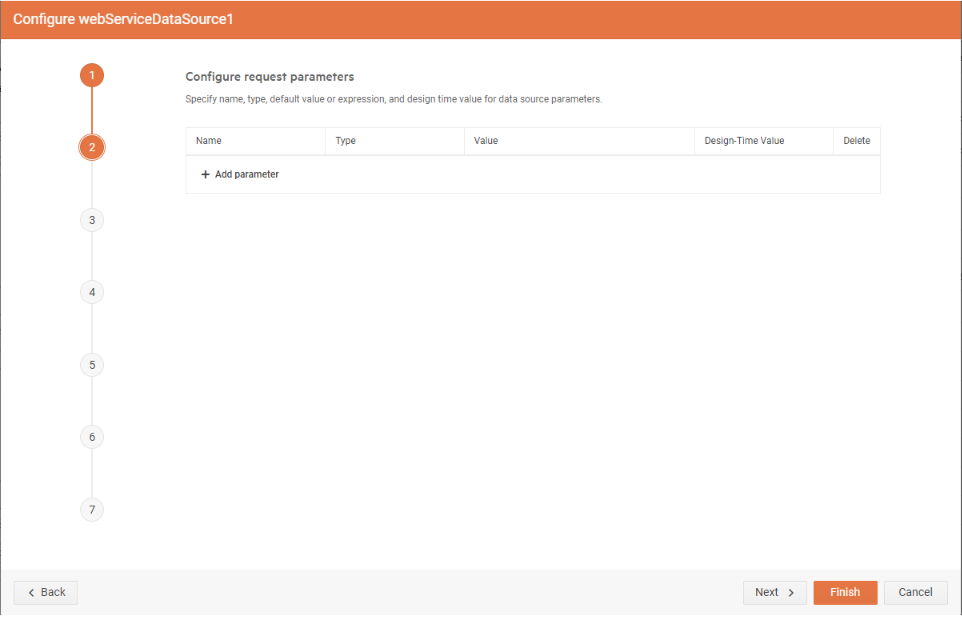 Configure webServiceDataSource1
1
2
3
4
5
6
7
Configure request parameters
Specify name, type, default value or expression, and design time value for data source parameters.
Name Type Value Design-Time Value Delete
+ Add parameter
< Back Next > Finish Cancel